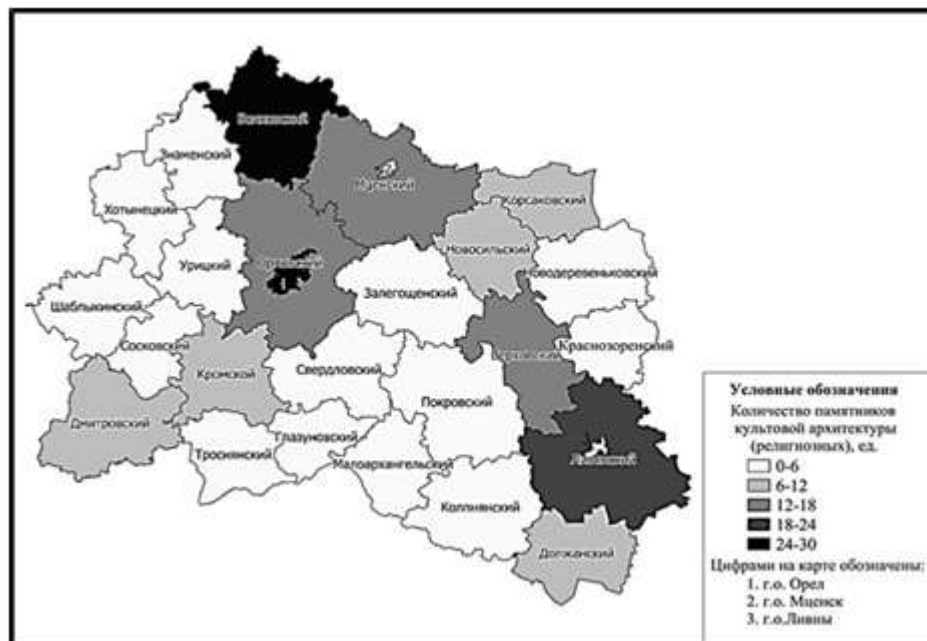 Болховский
Знаменский
Мценский
Хотынецкий
Корсаковский
Урицкий
Орловский
Новосильский
Новодеревеньковский
Залегощенский
Шаблыкинский
Сосковский
Краснозоренский
Верховский
Кромской
Свердловский
Покровский
Дмитровский
Глазуновский
Троснянский
Малоархангельский
Ливенский
Колпнянский
Должанский
Условные обозначения
Количество памятников
культовой архитектуры
(религиозных), ед.
0-6
6-12
12-18
18-24
24-30
Цифрами на карте обозначены:
1. г.о. Орел
2. г.о. Мценск
3. г.о.Ливны